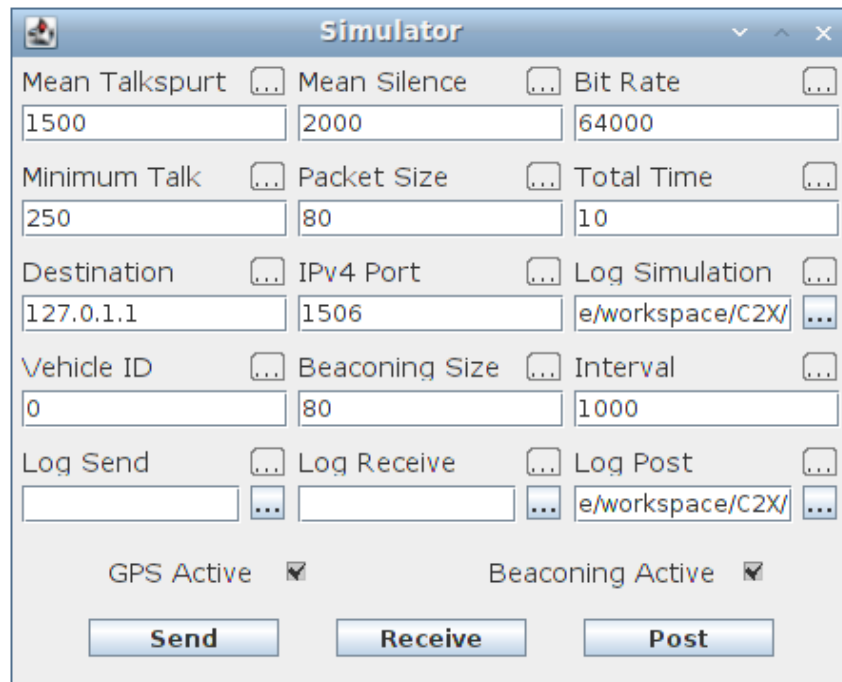 Simulator
Mean Talkspurt ... Mean Silence ... Bit Rate ...
1500 2000 64000
Minimum Talk ... Packet Size ... Total Time ...
250 80 10
Destination ... IPv4 Port ... Log Simulation ...
127.0.1.1 1506 e/workspace/C2X/ ...
Vehicle ID ... Beaconing Size ... Interval ...
0 80 1000
Log Send ... Log Receive ... Log Post ...
... ... e/workspace/C2X/ ...
GPS Active Beaconing Active
Send Receive Post